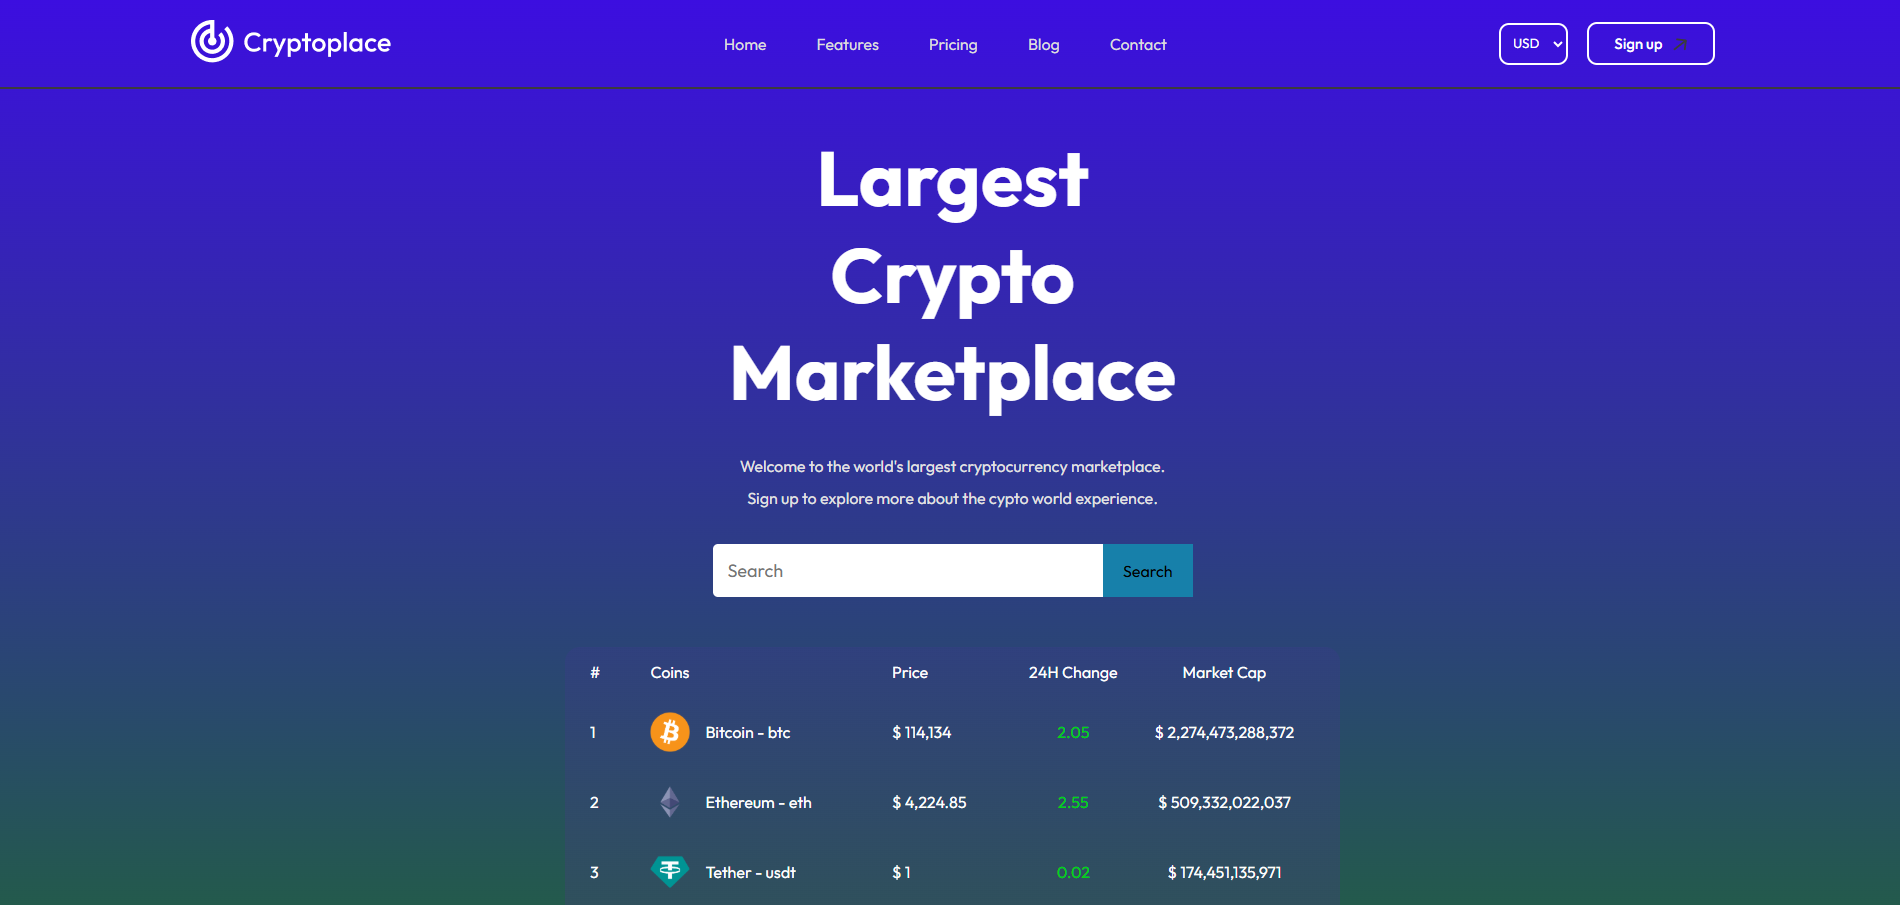 Cryptoplace
Home Features Pricing Blog Contact
USD Sign up
Largest
Crypto
Marketplace
Welcome to the world's largest cryptocurrency marketplace.
Sign up to explore more about the cypto world experience.
Search Search
# Coins Price 24H Change Market Cap
1 Bitcoin - btc $ 114,134 2.05 $ 2,274,473,288,372
2 Ethereum - eth $ 4,224.85 2.55 $ 509,332,022,037
3 Tether - usdt $ 1 0.02 $ 174,451,135,971